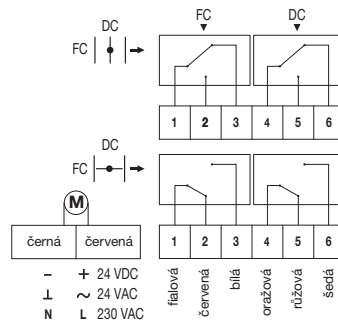 DC
FC
FC
DC
1 2 3 4 5 6
DC
FC
M
černá červená
1 2 3 4 5 6
− + 24 VDC
⊥ ~ 24 VAC
N L 230 VAC
fialová
červená
bílá
oražová
růžová
šedá